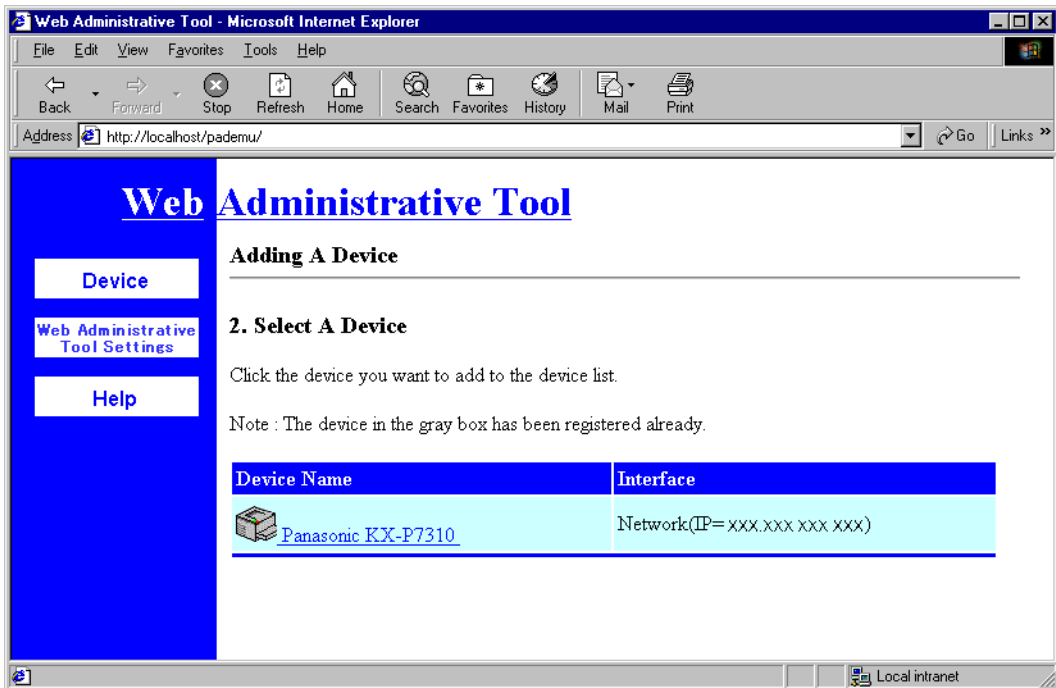 Web Administrative Tool - Microsoft Internet Explorer
File Edit View Favorites Tools Help
Back Forward Stop Refresh Home Search Favorites History Mail Print
Address http://localhost/pademu/ Go Links »
Web Administrative Tool
Device
Web Administrative
Tool Settings
Help
Adding A Device
2. Select A Device
Click the device you want to add to the device list.
Note : The device in the gray box has been registered already.
Device Name Interface
Panasonic KX-P7310 Network(IP= xxx.xxx xxx xxx)
Local intranet